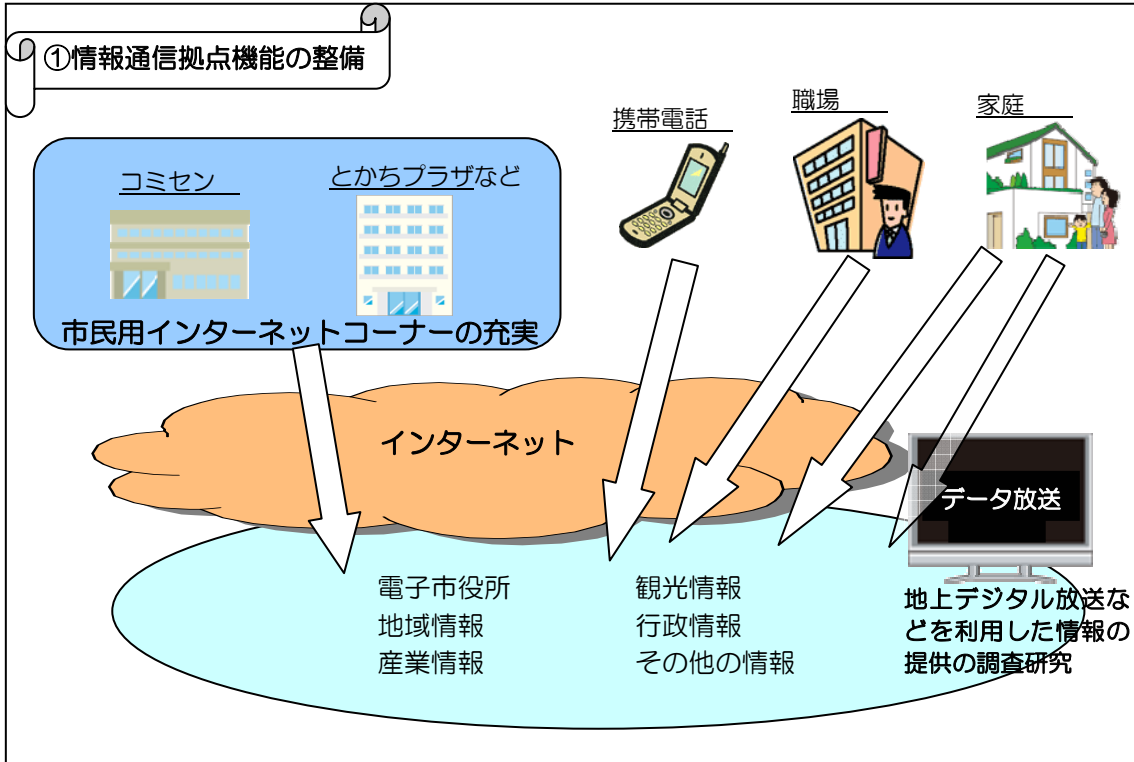 ①情報通信拠点機能の整備
携帯電話
職場
家庭
コミセン
とかちプラザなど
市民用インターネットコーナーの充実
インターネット
データ放送
電子市役所
地域情報
産業情報
観光情報
行政情報
その他の情報
地上デジタル放送な
どを利用した情報の
提供の調査研究